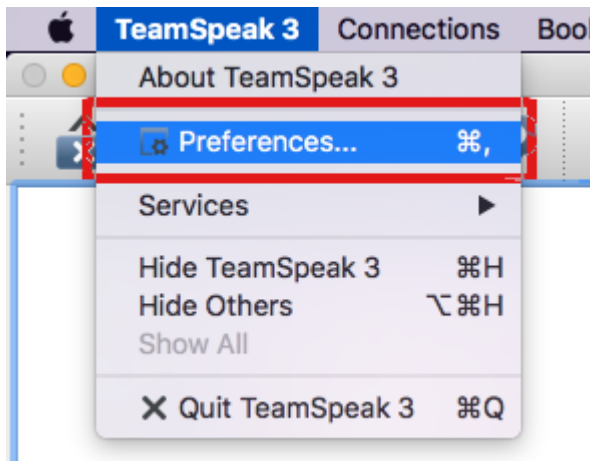 TeamSpeak 3 Connections
About TeamSpeak 3
Preferences... ⌘,
Services ▶
Hide TeamSpeak 3 ⌘H
Hide Others ⌥⌘H
Show All
Quit TeamSpeak 3 ⌘Q